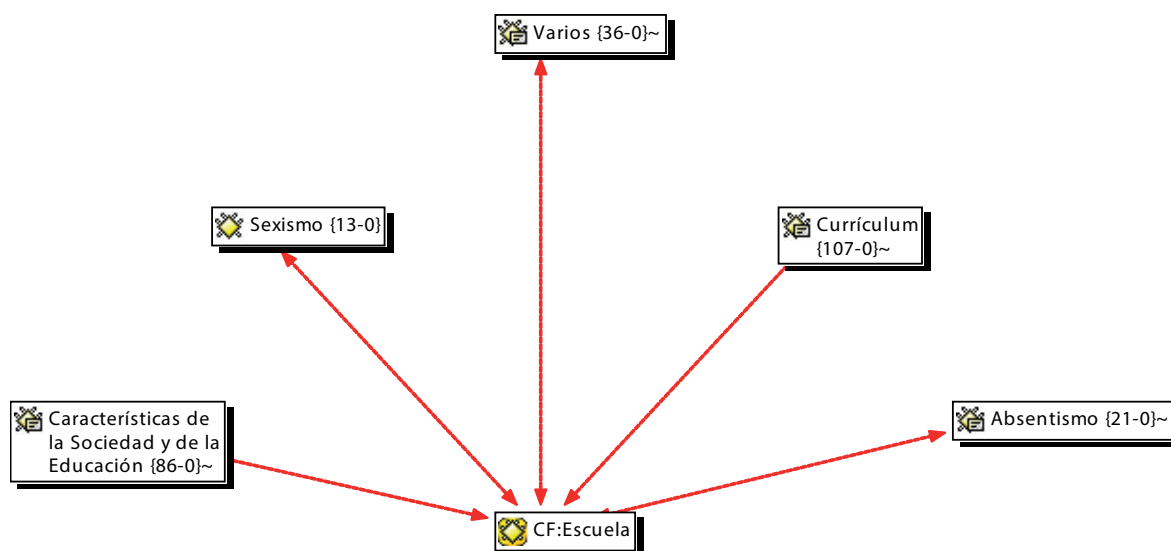 Varios {36-0}~
Sexismo {13-0}
Currículum
{107-0}~
Características de
la Sociedad y de la
Educación {86-0}~
Absentismo {21-0}~
CF:Escuela